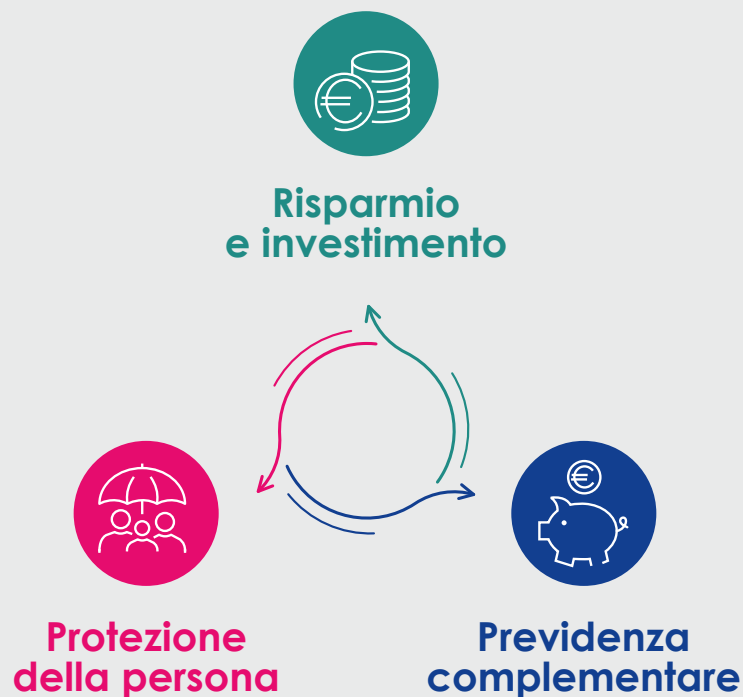 Risparmio
e investimento
Protezione
della persona
Previdenza
complementare